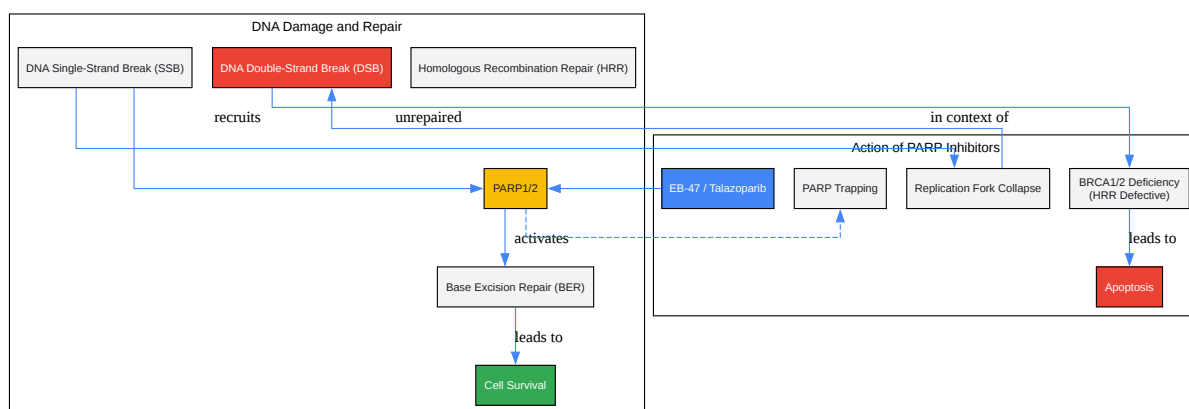 DNA Damage and Repair
DNA Single-Strand Break (SSB)
DNA Double-Strand Break (DSB)
Homologous Recombination Repair (HRR)
recruits
unrepaired
in context of
Action of PARP Inhibitors
PARP1/2
EB-47 / Talazoparib
PARP Trapping
Replication Fork Collapse
BRCA1/2 Deficiency
(HRR Defective)
activates
leads to
Base Excision Repair (BER)
Apoptosis
leads to
Cell Survival